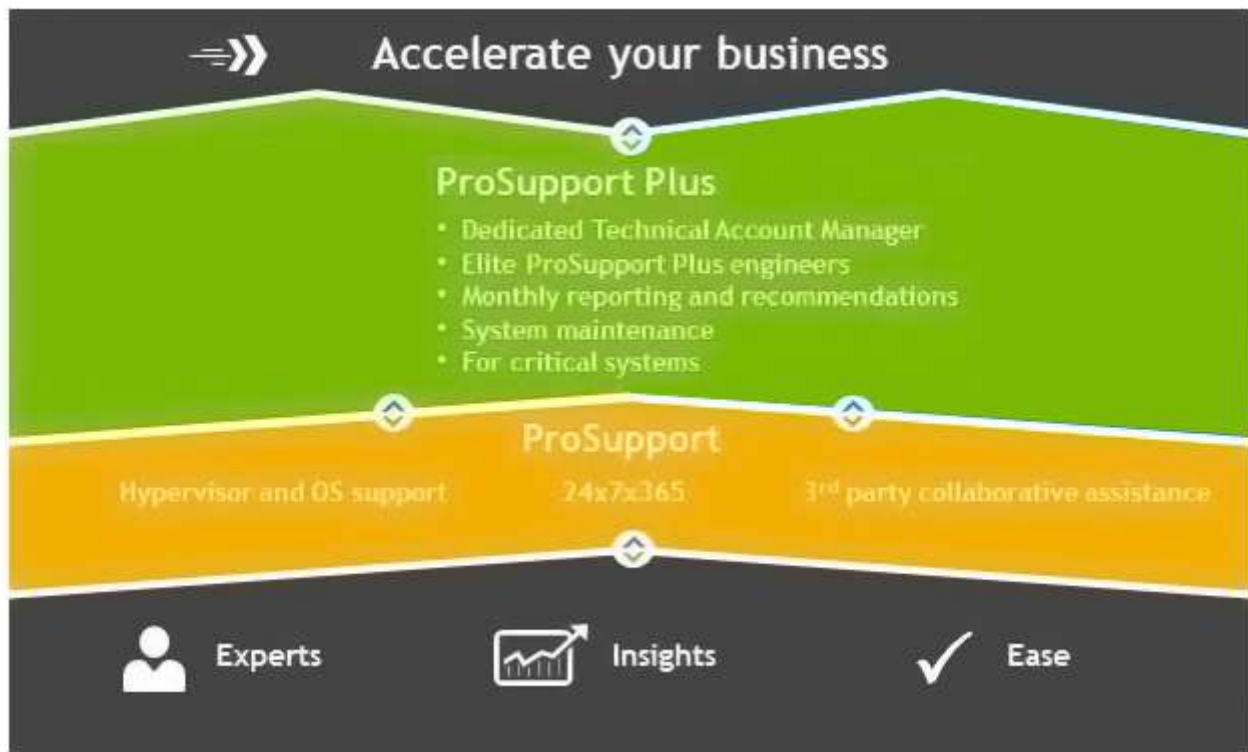 Accelerate your business
ProSupport Plus
• Dedicated Technical Account Manager
• Elite ProSupport Plus engineers
• Monthly reporting and recommendations
• System maintenance
• For critical systems
ProSupport
Hypervisor and OS support 24x7x365 3rd party collaborative assistance
Experts Insights Ease